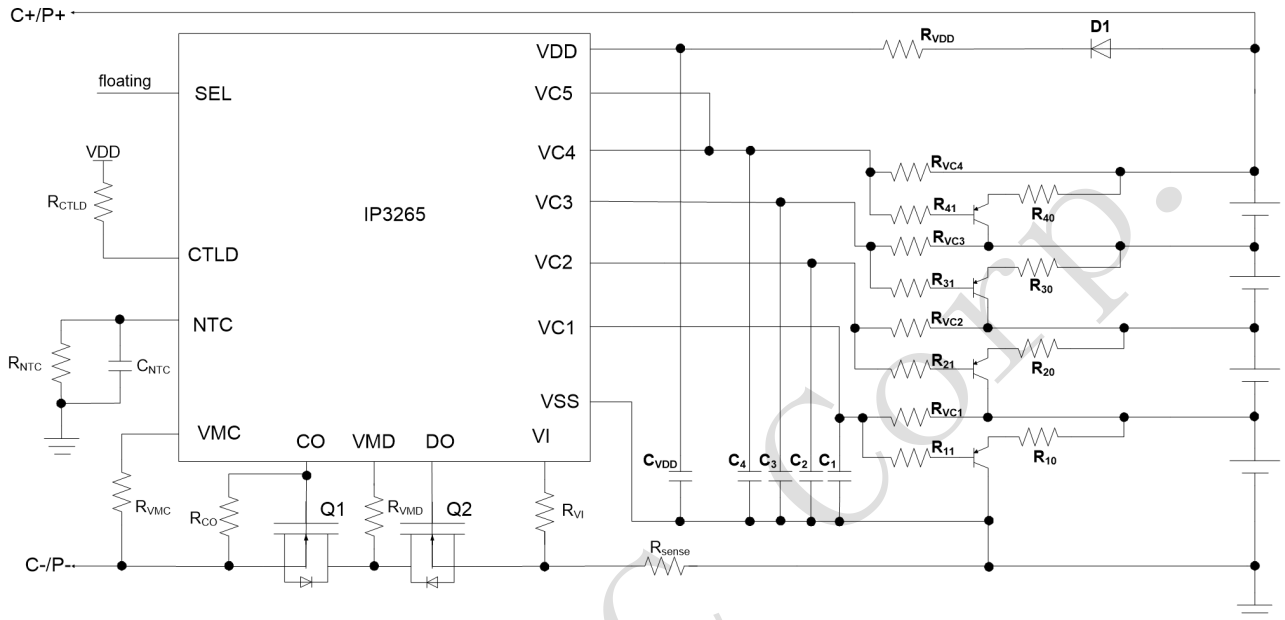 C+/P+
D1
RVDD
VDD
floating
SEL
VC5
VDD
VC4
RVC4
RCTLD
R41
R40
IP3265
VC3
RVC3
CTLD
VC2
R31
R30
NTC
VC1
RVC2
RNTC
CNTC
R21
R20
VSS
RVC1
VMC
CO
VMD
DO
VI
R11
R10
CVDD
C4
C3
C2
C1
RVMC
RCO
Q1
RVMD
Q2
RVI
Rsense
C-/P-
Corp.
C